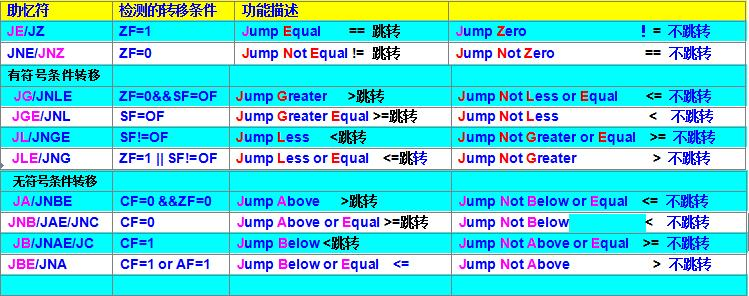 助忆符 检测的转移条件 功能描述
JE/JZ ZF=1 Jump Equal == 跳转 Jump Zero ! = 不跳转
JNE/JNZ ZF=0 Jump Not Equal != 跳转 Jump Not Zero == 不跳转
有符号条件转移
JG/JNLE ZF=0&&SF=OF Jump Greater >跳转 Jump Not Less or Equal <= 不跳转
JGE/JNL SF=OF Jump Greater Equal >=跳转 Jump Not Less < 不跳转
JL/JNGE SF!=OF Jump Less <跳转 Jump Not Greater or Equal >= 不跳转
JLE/JNG ZF=1 || SF!=OF Jump Less or Equal <=跳转 Jump Not Greater > 不跳转
无符号条件转移
JA/JNBE CF=0 &&ZF=0 Jump Above >跳转 Jump Not Below or Equal <= 不跳转
JNB/JAE/JNC CF=0 Jump Above or Equal >=跳转 Jump Not Below < 不跳转
JB/JNAE/JC CF=1 Jump Below <跳转 Jump Not Above or Equal >= 不跳转
JBE/JNA CF=1 or AF=1 Jump Below or Equal <= Jump Not Above > 不跳转